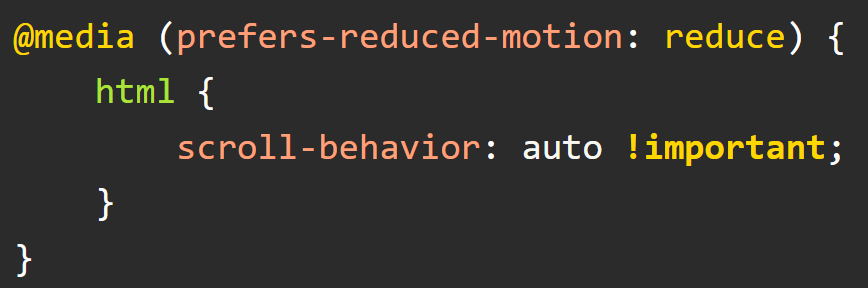 @media (prefers-reduced-motion: reduce) {
    html {
        scroll-behavior: auto !important;
    }
}